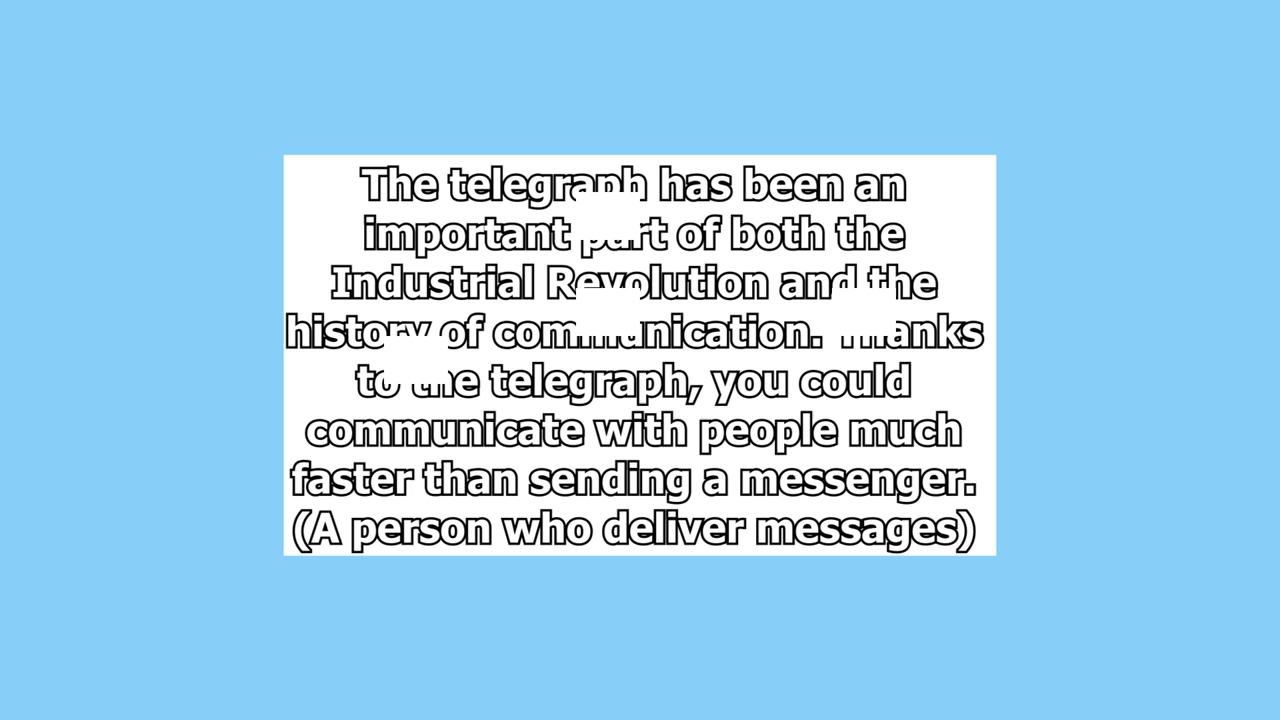 The telegraph has been an
important part of both the
Industrial Revolution and the
history of communication. Thanks
to the telegraph, you could
communicate with people much
faster than sending a messenger.
(A person who deliver messages)